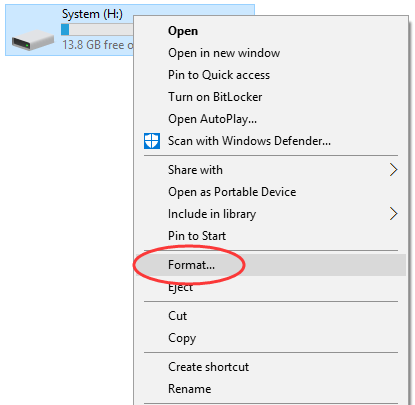 System (H:)
13.8 GB free o
Open
Open in new window
Pin to Quick access
Turn on BitLocker
Open AutoPlay...
Scan with Windows Defender...
Share with
Open as Portable Device
Include in library
Pin to Start
Format...
Eject
Cut
Copy
Create shortcut
Rename